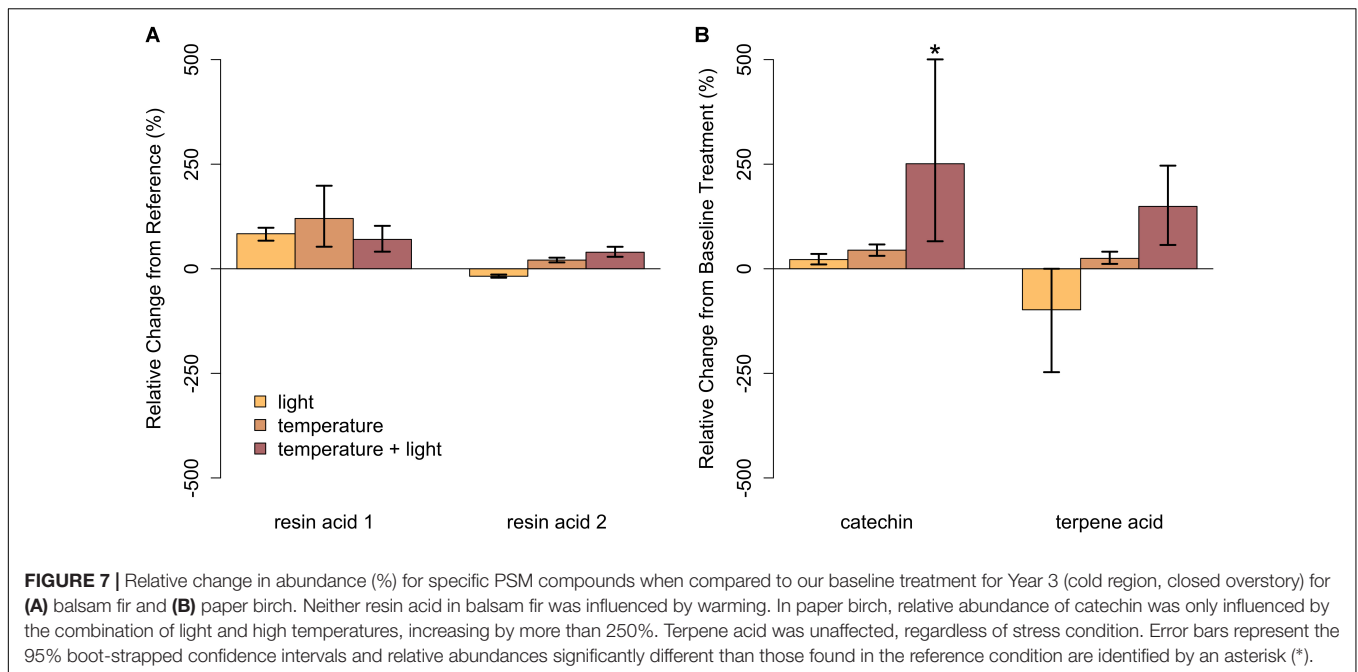 A
Relative Change from Reference (%)
500
250
0
-250
-500
light
temperature
temperature + light
resin acid 1 resin acid 2
B
Relative Change from Baseline Treatment (%)
500
250
0
-250
-500
*
catechin terpene acid
FIGURE 7 | Relative change in abundance (%) for specific PSM compounds when compared to our baseline treatment for Year 3 (cold region, closed overstory) for
(A) balsam fir and (B) paper birch. Neither resin acid in balsam fir was influenced by warming. In paper birch, relative abundance of catechin was only influenced by
the combination of light and high temperatures, increasing by more than 250%. Terpene acid was unaffected, regardless of stress condition. Error bars represent the
95% boot-strapped confidence intervals and relative abundances significantly different than those found in the reference condition are identified by an asterisk (*).